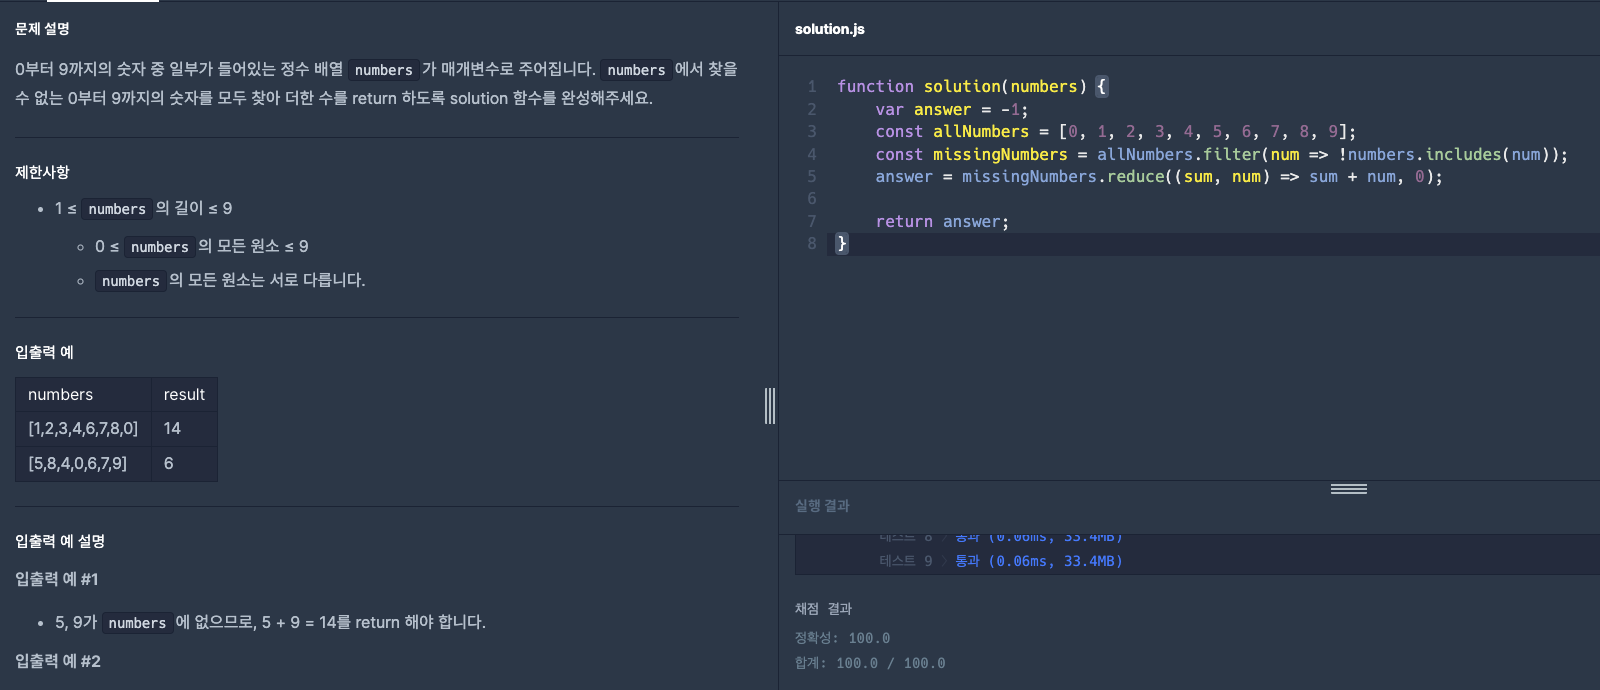 문제 설명
0부터 9까지의 숫자 중 일부가 들어있는 정수 배열 numbers 가 매개변수로 주어집니다. numbers 에서 찾을
수 없는 0부터 9까지의 숫자를 모두 찾아 더한 수를 return 하도록 solution 함수를 완성해주세요.
제한사항
• 1 ≤ numbers 의 길이 ≤ 9
◦ 0 ≤ numbers 의 모든 원소 ≤ 9
◦ numbers 의 모든 원소는 서로 다릅니다.
입출력 예
numbers result
[1,2,3,4,6,7,8,0] 14
[5,8,4,0,6,7,9] 6
입출력 예 설명
입출력 예 #1
• 5, 9가 numbers 에 없으므로, 5 + 9 = 14를 return 해야 합니다.
입출력 예 #2
solution.js
1 function solution(numbers) {
2     var answer = -1;
3     const allNumbers = [0, 1, 2, 3, 4, 5, 6, 7, 8, 9];
4     const missingNumbers = allNumbers.filter(num => !numbers.includes(num));
5     answer = missingNumbers.reduce((sum, num) => sum + num, 0);
6
7     return answer;
8 }
실행 결과
테스트 8 〉 통과 (0.06ms, 33.4MB)
테스트 9 〉 통과 (0.06ms, 33.4MB)
채점 결과
정확성: 100.0
합계: 100.0 / 100.0